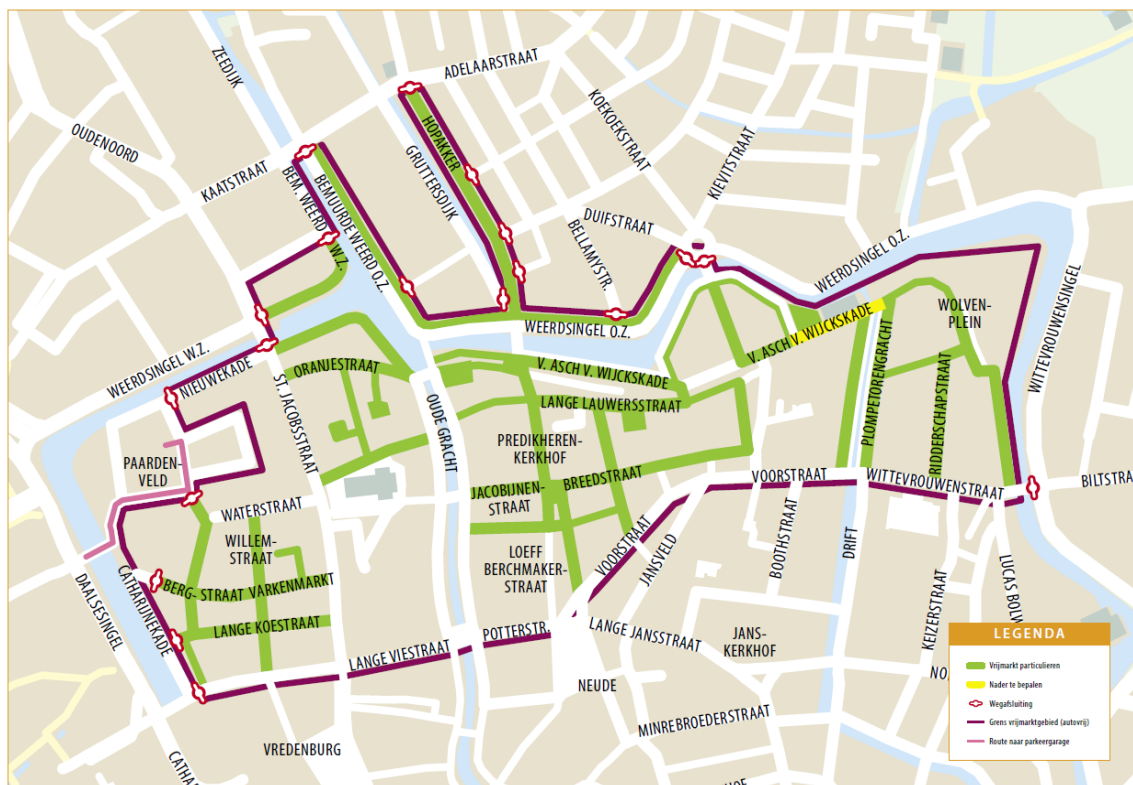 ZEEDIJK
ADELAARSTRAAT
OUDENOORD
KAATSTRAAT
BEM. WEERD
W.Z.
BEMUURDE WEERD O.Z.
GRUTTERSDIJK
HOPAKKER
KOEKOEKSTRAAT
KIEVITSTRAAT
DUIFSTRAAT
BELLAMYSTR.
WEERDSINGEL O.Z.
WEERDSINGEL O.Z.
WITTEVROUWENSINGEL
WOLVEN-
PLEIN
V. ASCH V. WIJCKSKADE
PLOMPETORENGRACHT
RIDDERSCHAPSTRAAT
WEERDSINGEL W.Z.
NIEUWEKADE
ORANJESTRAAT
ST. JACOBSSTRAAT
OUDE GRACHT
V. ASCH V. WIJCKSKADE
LANGE LAUWERSSTRAAT
PREDIKHEREN-
KERKHOF
BREEDSTRAAT
JACOBIJNEN-
STRAAT
PAARDEN-
VELD
WATERSTRAAT
WILLEM-
STRAAT
BERG- STRAAT VARKENMARKT
LANGE KOESTRAAT
DAALSESINGEL
CATHARIJNEKADE
LOEFF
BERCHMAKER-
STRAAT
VOORSTRAAT
JANSVELD
VOORSTRAAT
WITTEVROUWENSTRAAT
BILTSTRA
BOOTHSTRAAT
DRIFT
KEIZERSTRAAT
LUCAS BOLW
LANGE VIESTRAAT
POTTERSTR.
LANGE JANSSTRAAT
JANS-
KERKHOF
NEUDE
MINREBROEDERSTRAAT
VREDENBURG
CATHAR
NO
HOF
LEGENDA
Vrijmarkt particulieren
Nader te bepalen
Wegafsluiting
Grens vrijmarktgebied (autovrij)
Route naar parkeergarage